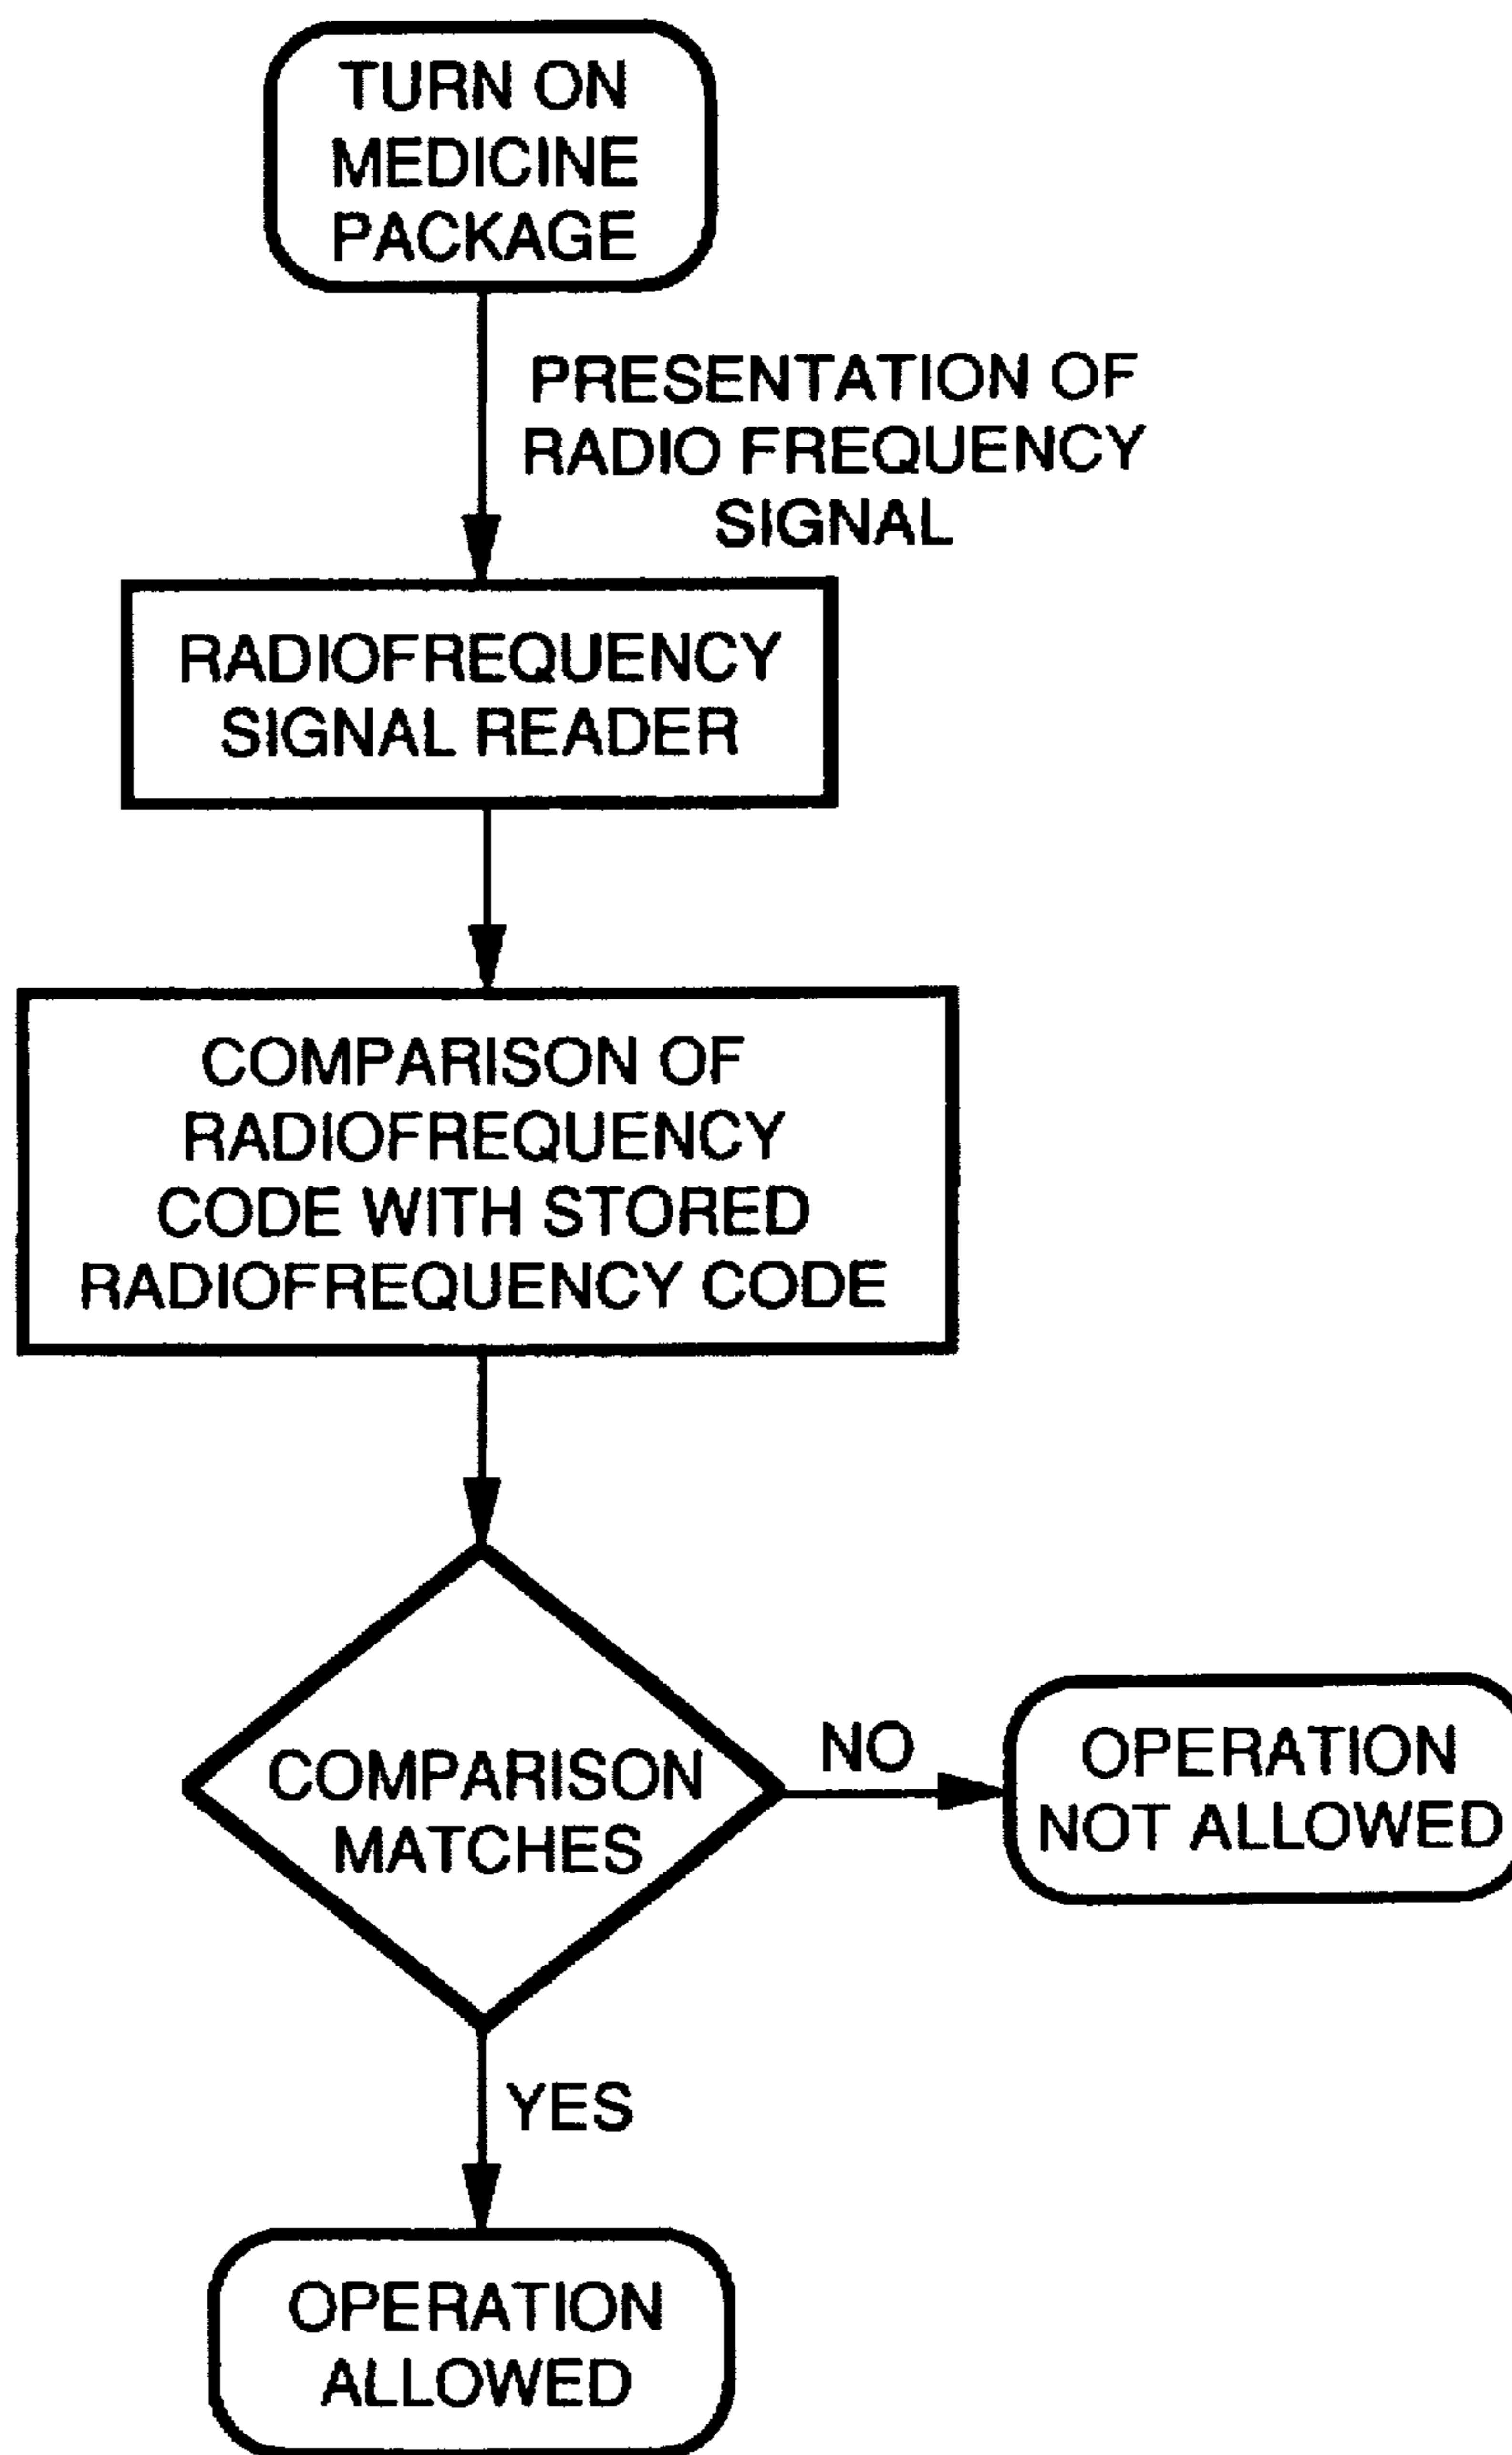 TURN ON
MEDICINE
PACKAGE
PRESENTATION OF
RADIO FREQUENCY
SIGNAL
RADIOFREQUENCY
SIGNAL READER
COMPARISON OF
RADIOFREQUENCY
CODE WITH STORED
RADIOFREQUENCY CODE
COMPARISON
MATCHES
NO
OPERATION
NOT ALLOWED
YES
OPERATION
ALLOWED